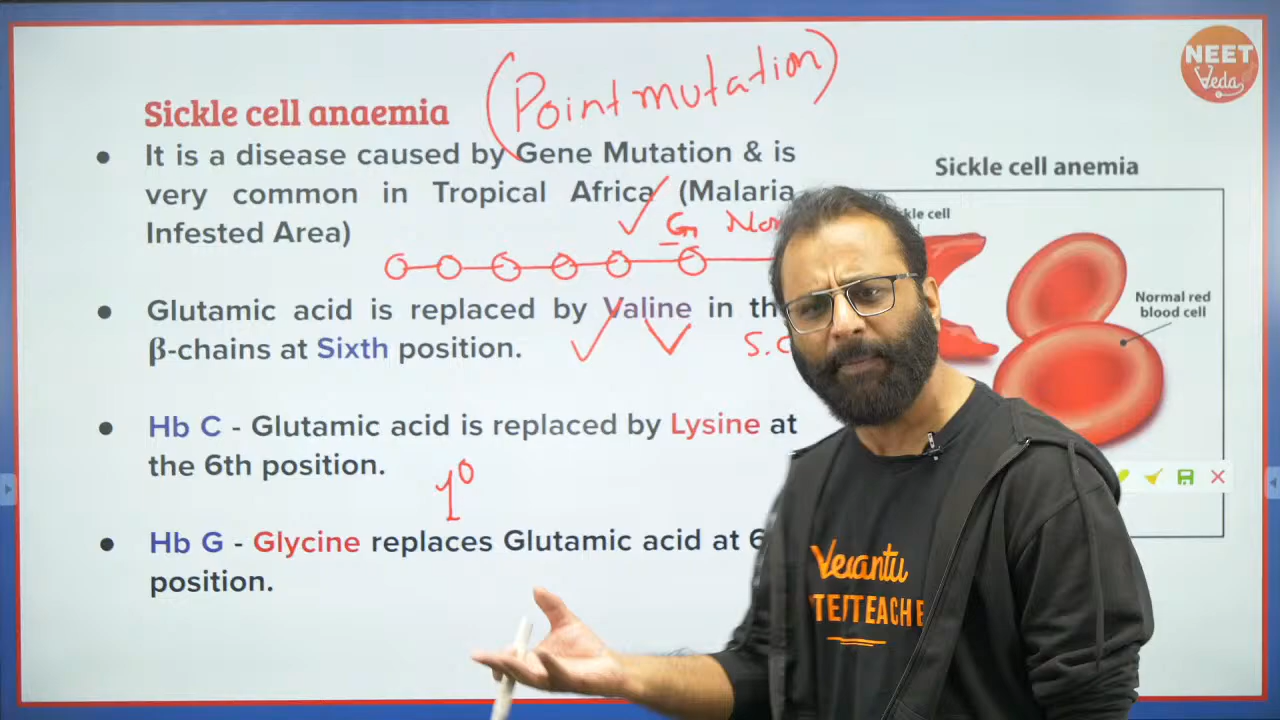 NEET
Veda
(Point mutation)
Sickle cell anaemia
It is a disease caused by Gene Mutation & is
very common in Tropical Africa (Malaria
Infested Area)
G
Glutamic acid is replaced by Valine in
β-chains at Sixth position.
V
Hb C - Glutamic acid is replaced by Lysine at
the 6th position.
1°
Hb G - Glycine replaces Glutamic acid at
position.
Sickle cell anemia
cell
Normal red
blood cell
Vedantu